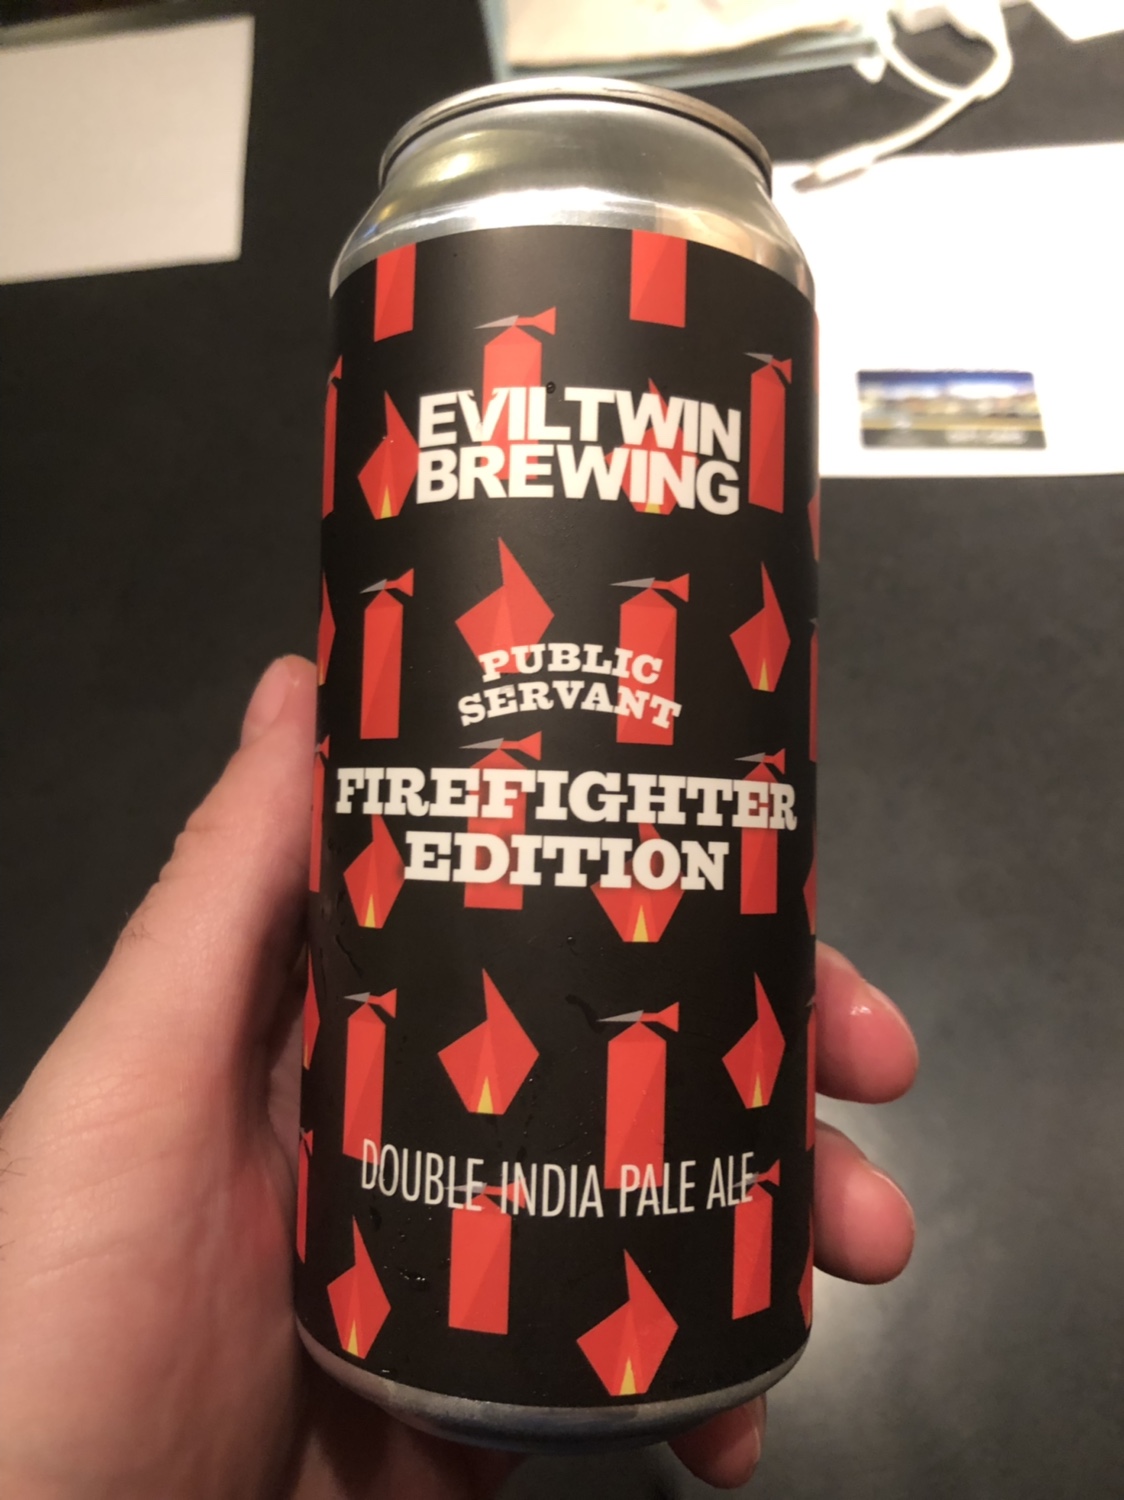 EVILTWIN
BREWING
PUBLIC
SERVANT
FIREFIGHTER
EDITION
DOUBLE INDIA PALE ALE